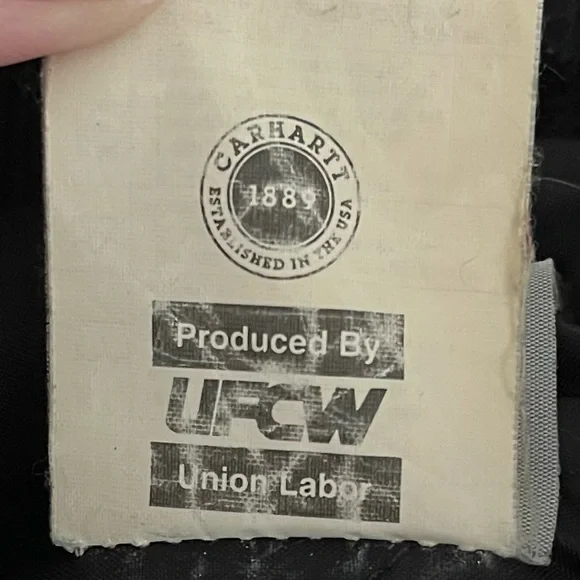 CARHARTT
1889
ESTABLISHED IN THE USA
Produced By
UFCW
Union Labor